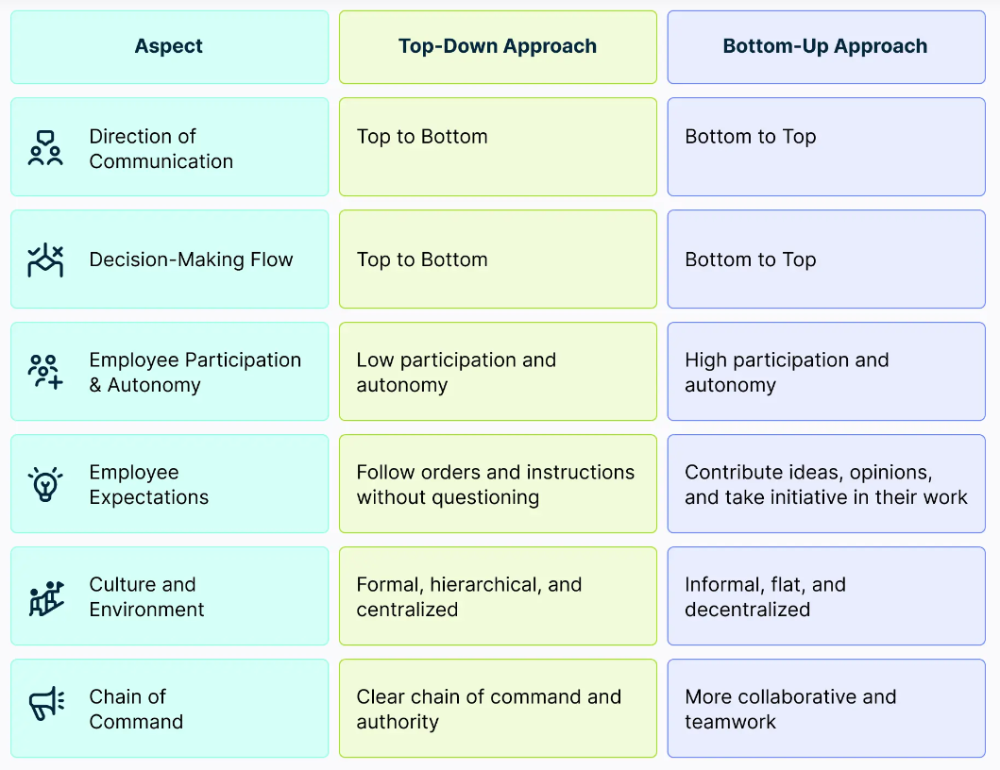 Aspect
Top-Down Approach
Bottom-Up Approach
Direction of
Communication
Top to Bottom
Bottom to Top
Decision-Making Flow
Top to Bottom
Bottom to Top
Employee Participation
& Autonomy
Low participation and
autonomy
High participation and
autonomy
Employee
Expectations
Follow orders and instructions
without questioning
Contribute ideas, opinions,
and take initiative in their work
Culture and
Environment
Formal, hierarchical, and
centralized
Informal, flat, and
decentralized
Chain of
Command
Clear chain of command and
authority
More collaborative and
teamwork